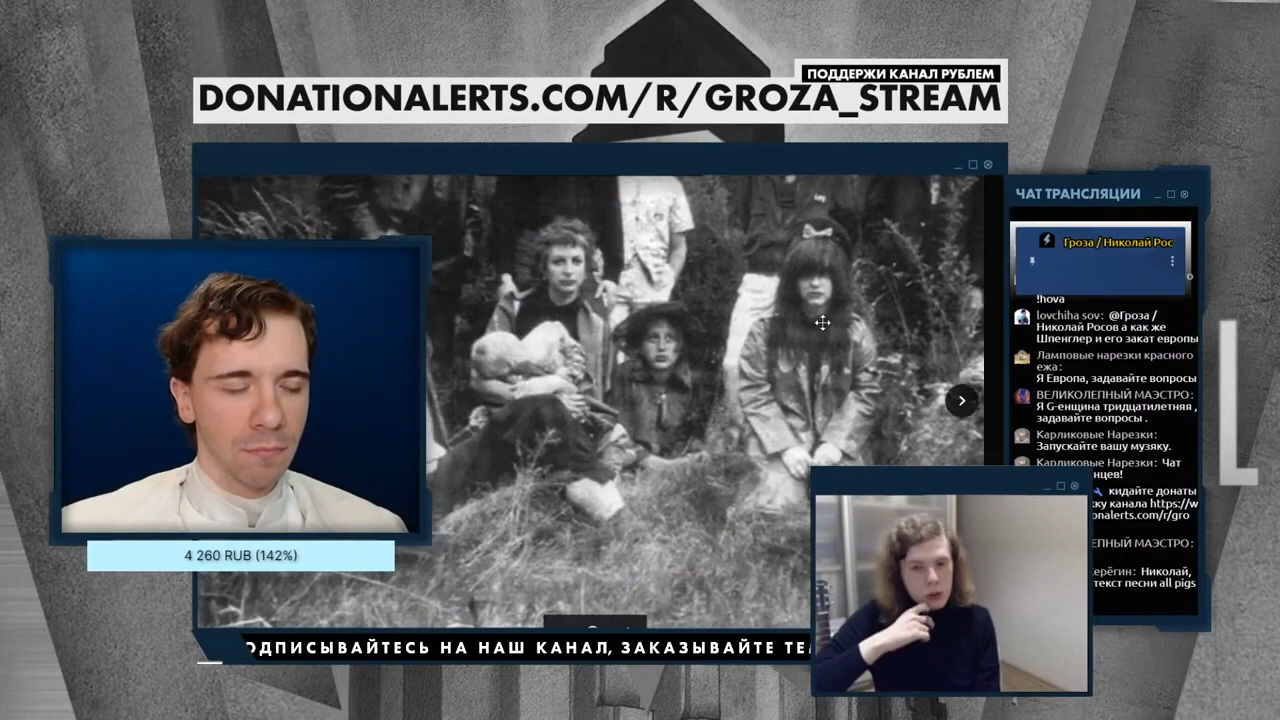 ПОДДЕРЖИ КАНАЛ РУБЛЕМ
DONATIONALERTS.COM/R/GROZA_STREAM
ЧАТ ТРАНСЛЯЦИИ
Гроза / Николай Рос
!hova
lovchiha sov: @Гроза /
Николай Росов а как же
Шпенглер и его закат европы
Ламповые нарезки красного
ежа:
Я Европа, задавайте вопросы
ВЕЛИКОЛЕПНЫЙ МАЭСТРО:
Я G-енщина тридцатилетняя ,
задавайте вопросы .
Карликовые Нарезки:
Запускайте вашу музяку.
Карликовые Нарезки: Чат
нцев!
кидайте донаты
жку канала https://w
onalerts.com/r/gro
ЕПНЫЙ МАЭСТРО:
ерёгин: Николай,
текст песни all pigs
4 260 RUB (142%)
ОДПИСЫВАЙТЕСЬ НА НАШ КАНАЛ, ЗАКАЗЫВАЙТЕ ТЕ